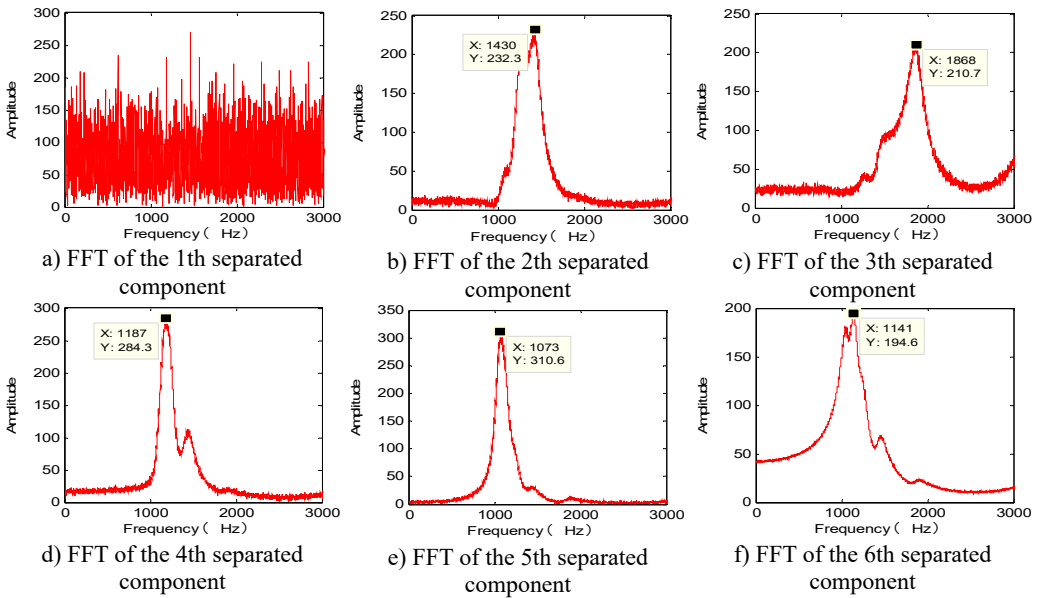 300
250
200
150
100
50
0
Amplitude
0 1000 2000 3000
Frequency( Hz)
a) FFT of the 1th separated
component
250
200
150
100
50
0
Amplitude
X: 1430
Y: 232.3
0 1000 2000 3000
Frequency( Hz)
b) FFT of the 2th separated
component
250
200
150
100
50
0
Amplitude
X: 1868
Y: 210.7
0 1000 2000 3000
Frequency( Hz)
c) FFT of the 3th separated
component
300
250
200
150
100
50
0
Amplitude
X: 1187
Y: 284.3
0 1000 2000 3000
Frequency( Hz)
d) FFT of the 4th separated
component
350
300
250
200
150
100
50
0
Amplitude
X: 1073
Y: 310.6
0 1000 2000 3000
Frequency( Hz)
e) FFT of the 5th separated
component
200
150
100
50
0
Amplitude
X: 1141
Y: 194.6
0 1000 2000 3000
Frequency( Hz)
f) FFT of the 6th separated
component